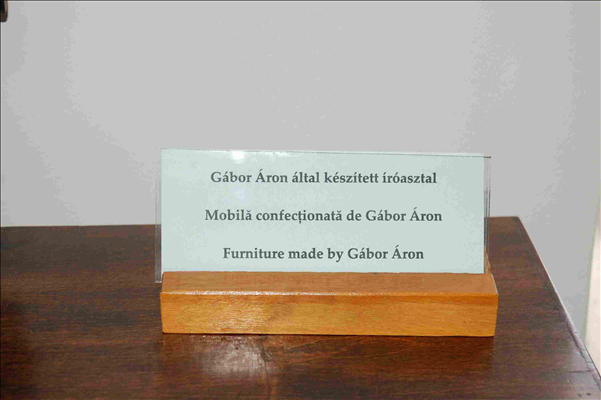 Gábor Áron által készített íróasztal
Mobilă confecționată de Gábor Áron
Furniture made by Gábor Áron